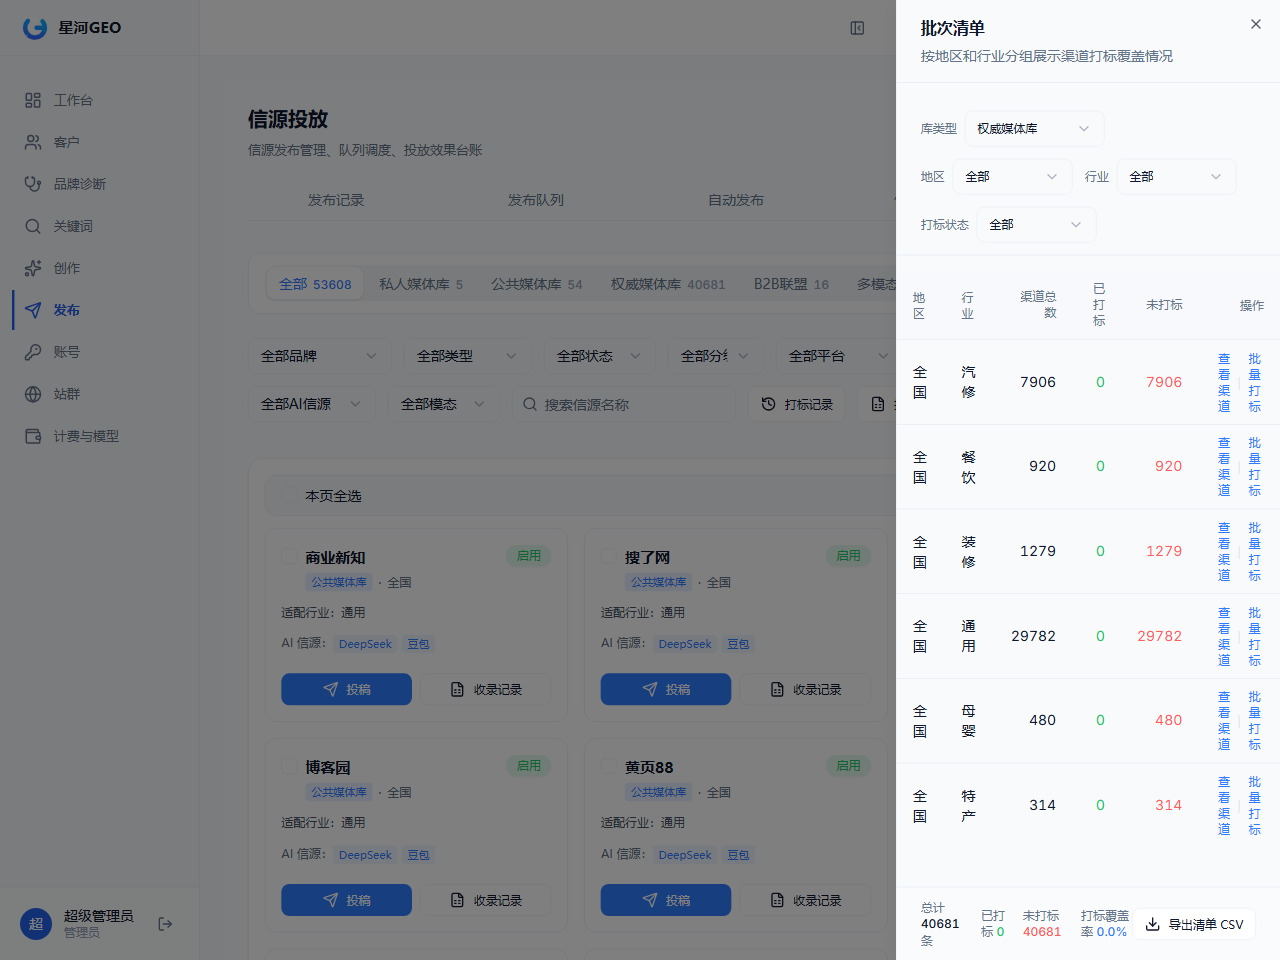 星河GEO
工作台
客户
品牌诊断
关键词
创作
发布
账号
站群
计费与模型
超
超级管理员
管理员
信源投放
信源发布管理、队列调度、投放效果台账
发布记录
发布队列
自动发布
全部 53608
私人媒体库 5
公共媒体库 54
权威媒体库 40681
B2B联盟 16
多模态
全部品牌
全部类型
全部状态
全部分组
全部平台
全部AI信源
全部模态
搜索信源名称
打标记录
本页全选
商业新知
启用
公共媒体库 · 全国
适配行业: 通用
AI 信源: DeepSeek 豆包
投稿
收录记录
搜了网
启用
公共媒体库 · 全国
适配行业: 通用
AI 信源: DeepSeek 豆包
投稿
收录记录
博客园
启用
公共媒体库 · 全国
适配行业: 通用
AI 信源: DeepSeek 豆包
投稿
收录记录
黄页88
启用
公共媒体库 · 全国
适配行业: 通用
AI 信源: DeepSeek 豆包
投稿
收录记录
批次清单
按地区和行业分组展示渠道打标覆盖情况
库类型 权威媒体库
地区 全部 行业 全部
打标状态 全部
地区 行业 渠道总数 已打标 未打标 操作
全国 汽修 7906 0 7906 查看渠道 批量打标
全国 餐饮 920 0 920 查看渠道 批量打标
全国 装修 1279 0 1279 查看渠道 批量打标
全国 通用 29782 0 29782 查看渠道 批量打标
全国 母婴 480 0 480 查看渠道 批量打标
全国 特产 314 0 314 查看渠道 批量打标
总计 40681 条
已打标 0
未打标 40681
打标覆盖率 0.0%
导出清单 CSV